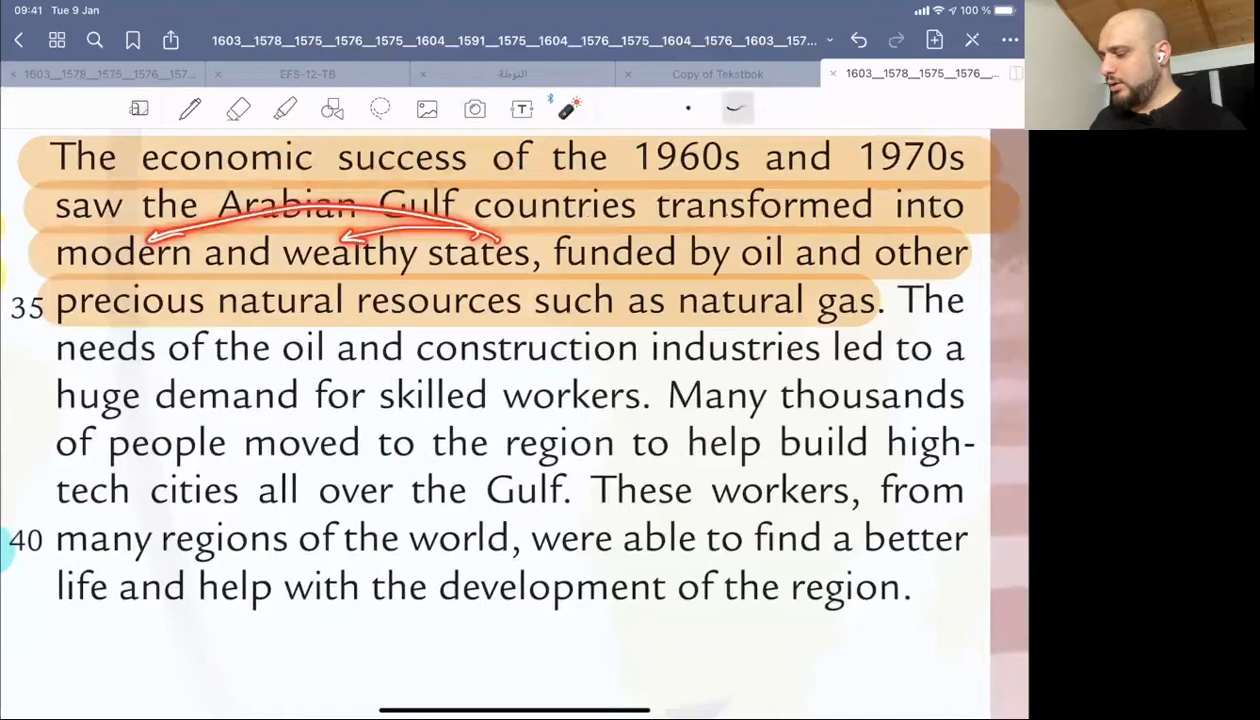 09:41 Tue 9 Jan
100 %
1603__1578__1575__1576__1575__1604__1591__1575__1604__1576__1575__1604__1576__1603__157...
1603__1578__1575__1576__157...
EFS-12-TB
النوطة
Copy of Tekstbok
1603__1578__1575__1576__...
The economic success of the 1960s and 1970s
saw the Arabian Gulf countries transformed into
modern and wealthy states, funded by oil and other
35 precious natural resources such as natural gas. The
needs of the oil and construction industries led to a
huge demand for skilled workers. Many thousands
of people moved to the region to help build high-
tech cities all over the Gulf. These workers, from
40 many regions of the world, were able to find a better
life and help with the development of the region.